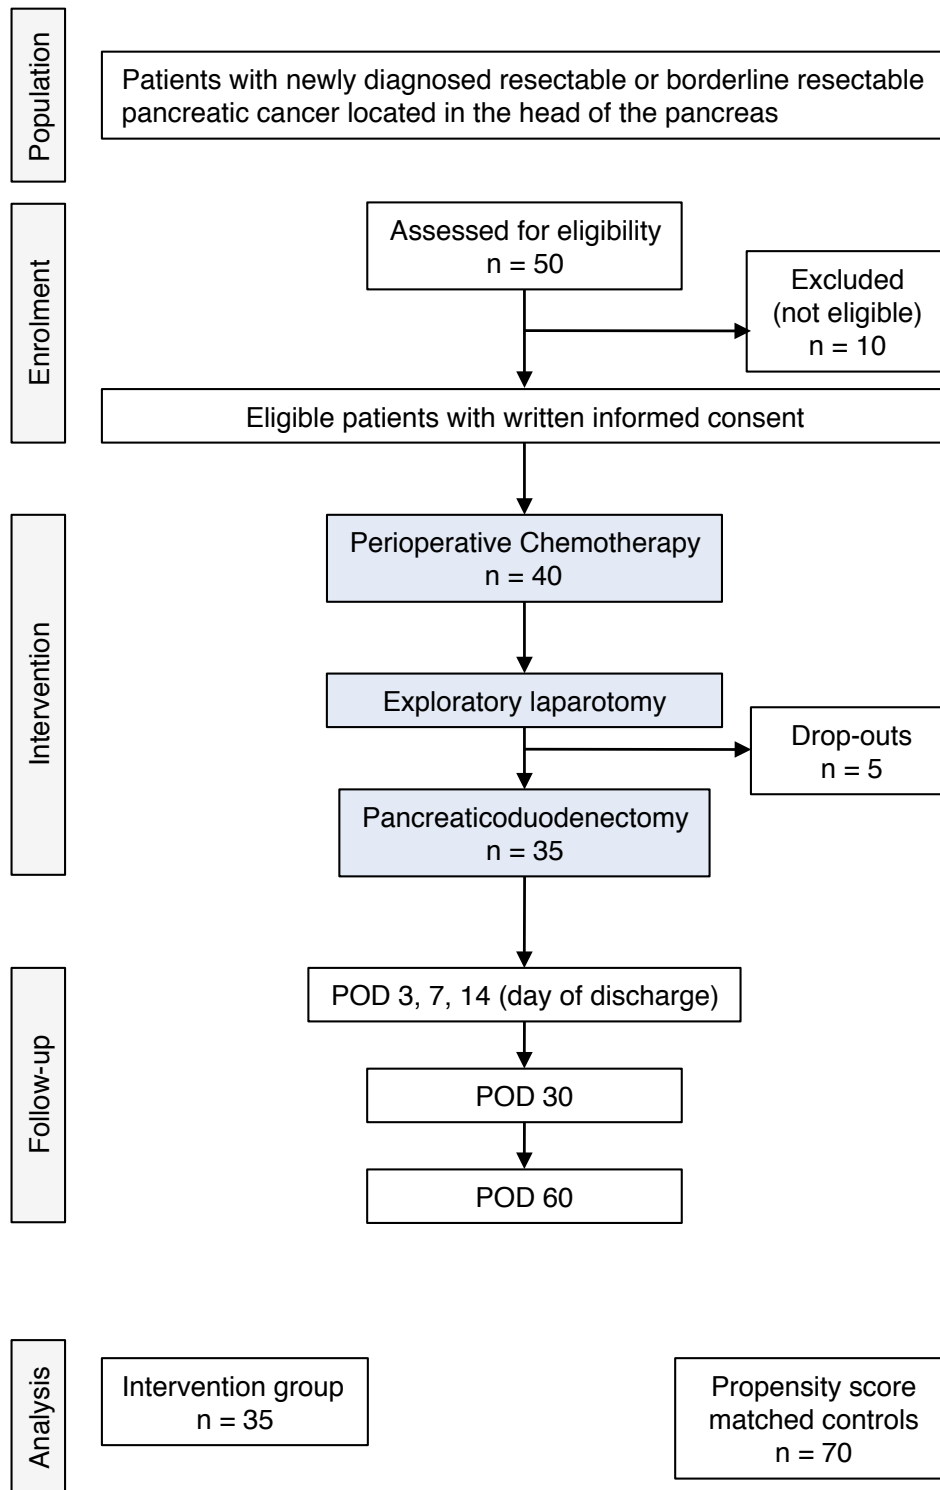 Population
Patients with newly diagnosed resectable or borderline resectable
pancreatic cancer located in the head of the pancreas
Enrolment
Assessed for eligibility
n = 50
Excluded
(not eligible)
n = 10
Eligible patients with written informed consent
Intervention
Perioperative Chemotherapy
n = 40
Exploratory laparotomy
Drop-outs
n = 5
Pancreaticoduodenectomy
n = 35
Follow-up
POD 3, 7, 14 (day of discharge)
POD 30
POD 60
Analysis
Intervention group
n = 35
Propensity score
matched controls
n = 70